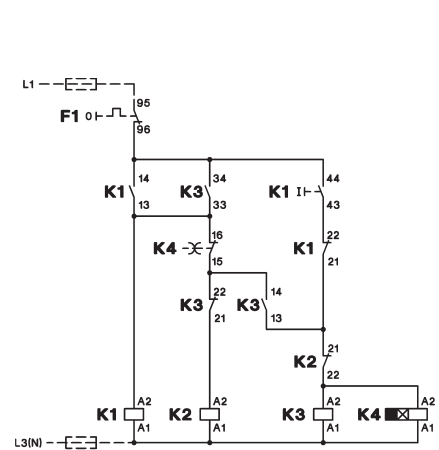 L1
95
F1 0
96
14 34 44
K1 K3 K1 I
13 33 43
16 22
K4 K1
15 21
22 14
K3 K3
21 13
21
K2
22
A2 A2 A2 A2
K1 K2 K3 K4
A1 A1 A1 A1
L3(N)